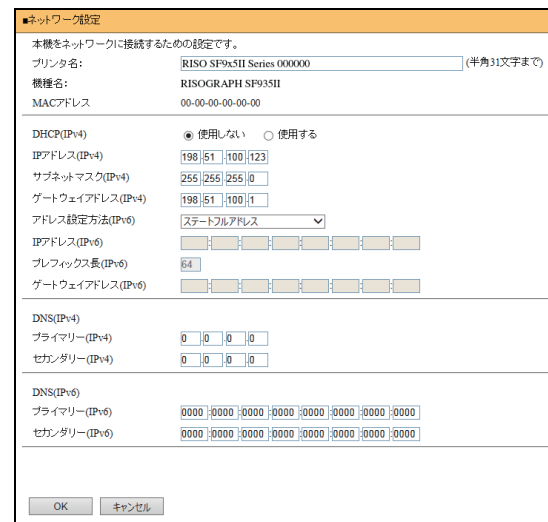 ■ネットワーク設定
本機をネットワークに接続するための設定です。
プリンタ名: RISO SF9x5II Series 000000 (半角31文字まで)
機種名: RISOGRAPH SF935II
MACアドレス 00-00-00-00-00-00
DHCP(IPv4) 使用しない 使用する
IPアドレス(IPv4) 198.51.100.123
サブネットマスク(IPv4) 255.255.255.0
ゲートウェイアドレス(IPv4) 198.51.100.1
アドレス設定方法(IPv6) ステートフルアドレス
IPアドレス(IPv6) : : : : : : :
プレフィックス長(IPv6) 64
ゲートウェイアドレス(IPv6) : : : : : : :
DNS(IPv4)
プライマリー(IPv4) 0.0.0.0
セカンダリー(IPv4) 0.0.0.0
DNS(IPv6)
プライマリー(IPv6) 0000:0000:0000:0000:0000:0000:0000:0000
セカンダリー(IPv6) 0000:0000:0000:0000:0000:0000:0000:0000
OK キャンセル